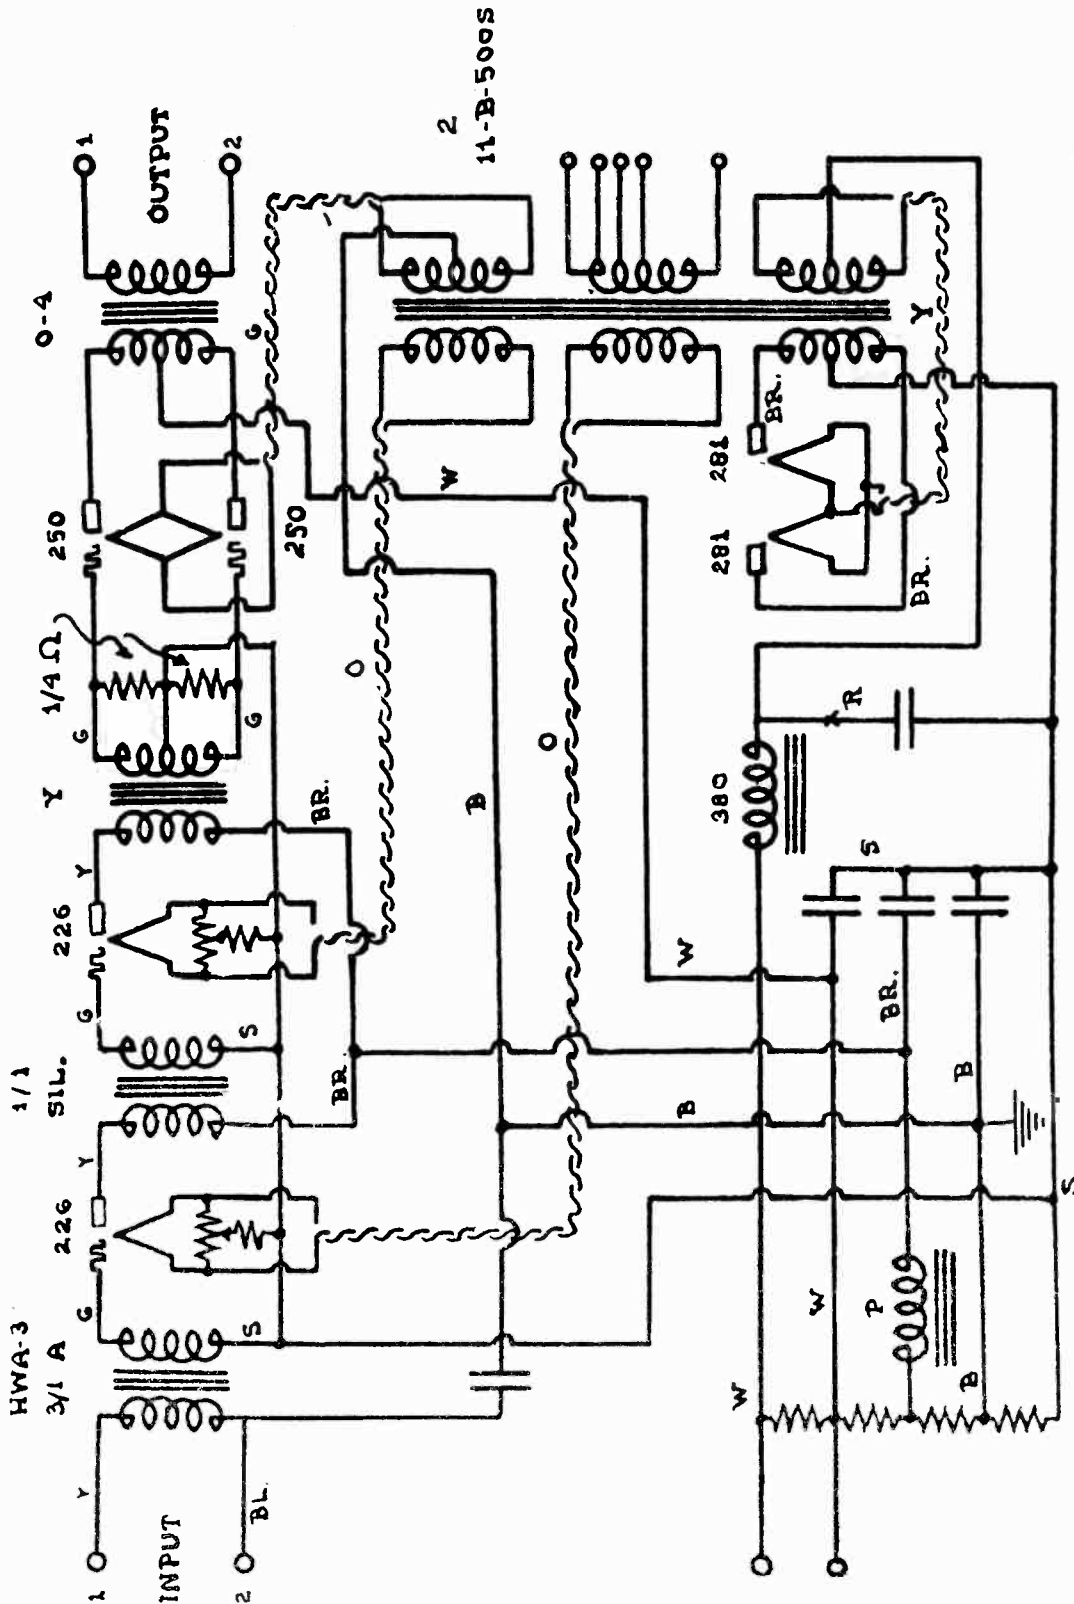 HWA-3
3/1 A
1/1
SIL.
Y
1/4 Ω
0-4
INPUT
1
2
Y
BL.
G
S
226
Y
BR
G
S
226
Y
BR.
G
G
250
250
G
OUTPUT
1
2
2
11-B-500S
O
O
W
B
B
W
W
W
P
B
B
BR.
S
S
380
R
281
281
BR.
BR.
Y